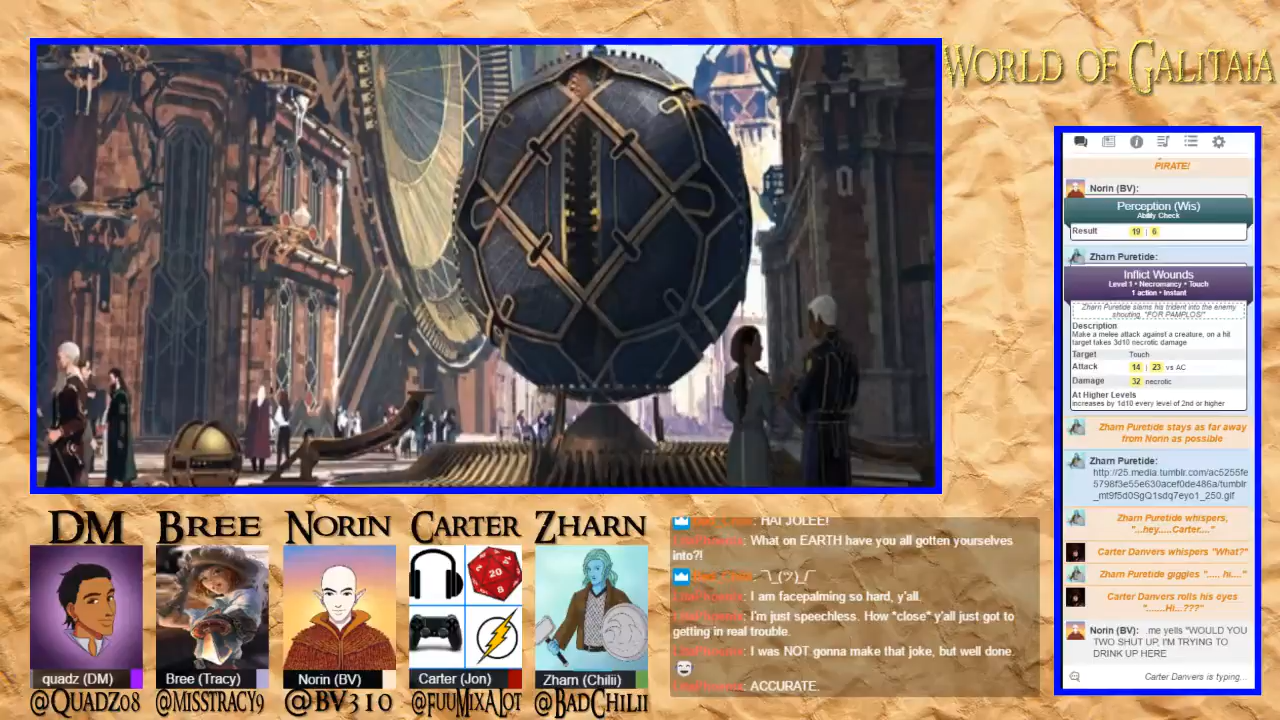 World of Galitaia
PIRATE!
Norin (BV):
Perception (Wis)
Ability Check
Result 19 | 6
Zharn Puretide:
Inflict Wounds
Level 1 • Necromancy • Touch
1 action • Instant
Zharn Puretide slams his trident into the enemy
shouting, "FOR PAMPLOS!"
Description
Make a melee attack against a creature, on a hit
target takes 3d10 necrotic damage
Target Touch
Attack 14 | 23 vs AC
Damage 32 necrotic
At Higher Levels
increases by 1d10 every level of 2nd or higher
Zharn Puretide stays as far away
from Norin as possible
Zharn Puretide:
http://25.media.tumblr.com/ac5255fe
5798f3e55e630acef0de486a/tumblr
_mt9f5d0SgQ1sdq7eyo1_250.gif
Zharn Puretide whispers,
"...hey.....Carter...."
Carter Danvers whispers "What?"
Zharn Puretide giggles "..... hi...."
Carter Danvers rolls his eyes
".......Hi...???"
Norin (BV): .me yells "WOULD YOU
TWO SHUT UP, I'M TRYING TO
DRINK UP HERE
Carter Danvers is typing...
DM
Bree
Norin
Carter
Zharn
20
8
quadz (DM)
Bree (Tracy)
Norin (BV)
Carter (Jon)
Zharn (Chilii)
@Quadz08
@misstracy9
@BV310
@FuuMixAlot
@BadChilii
HAI JOLEE!
: What on EARTH have you all gotten yourselves
into?!
: ¯\_(ツ)_/¯
: I am facepalming so hard, y'all.
: I'm just speechless. How *close* y'all just got to
getting in real trouble.
: I was NOT gonna make that joke, but well done.
: ACCURATE.